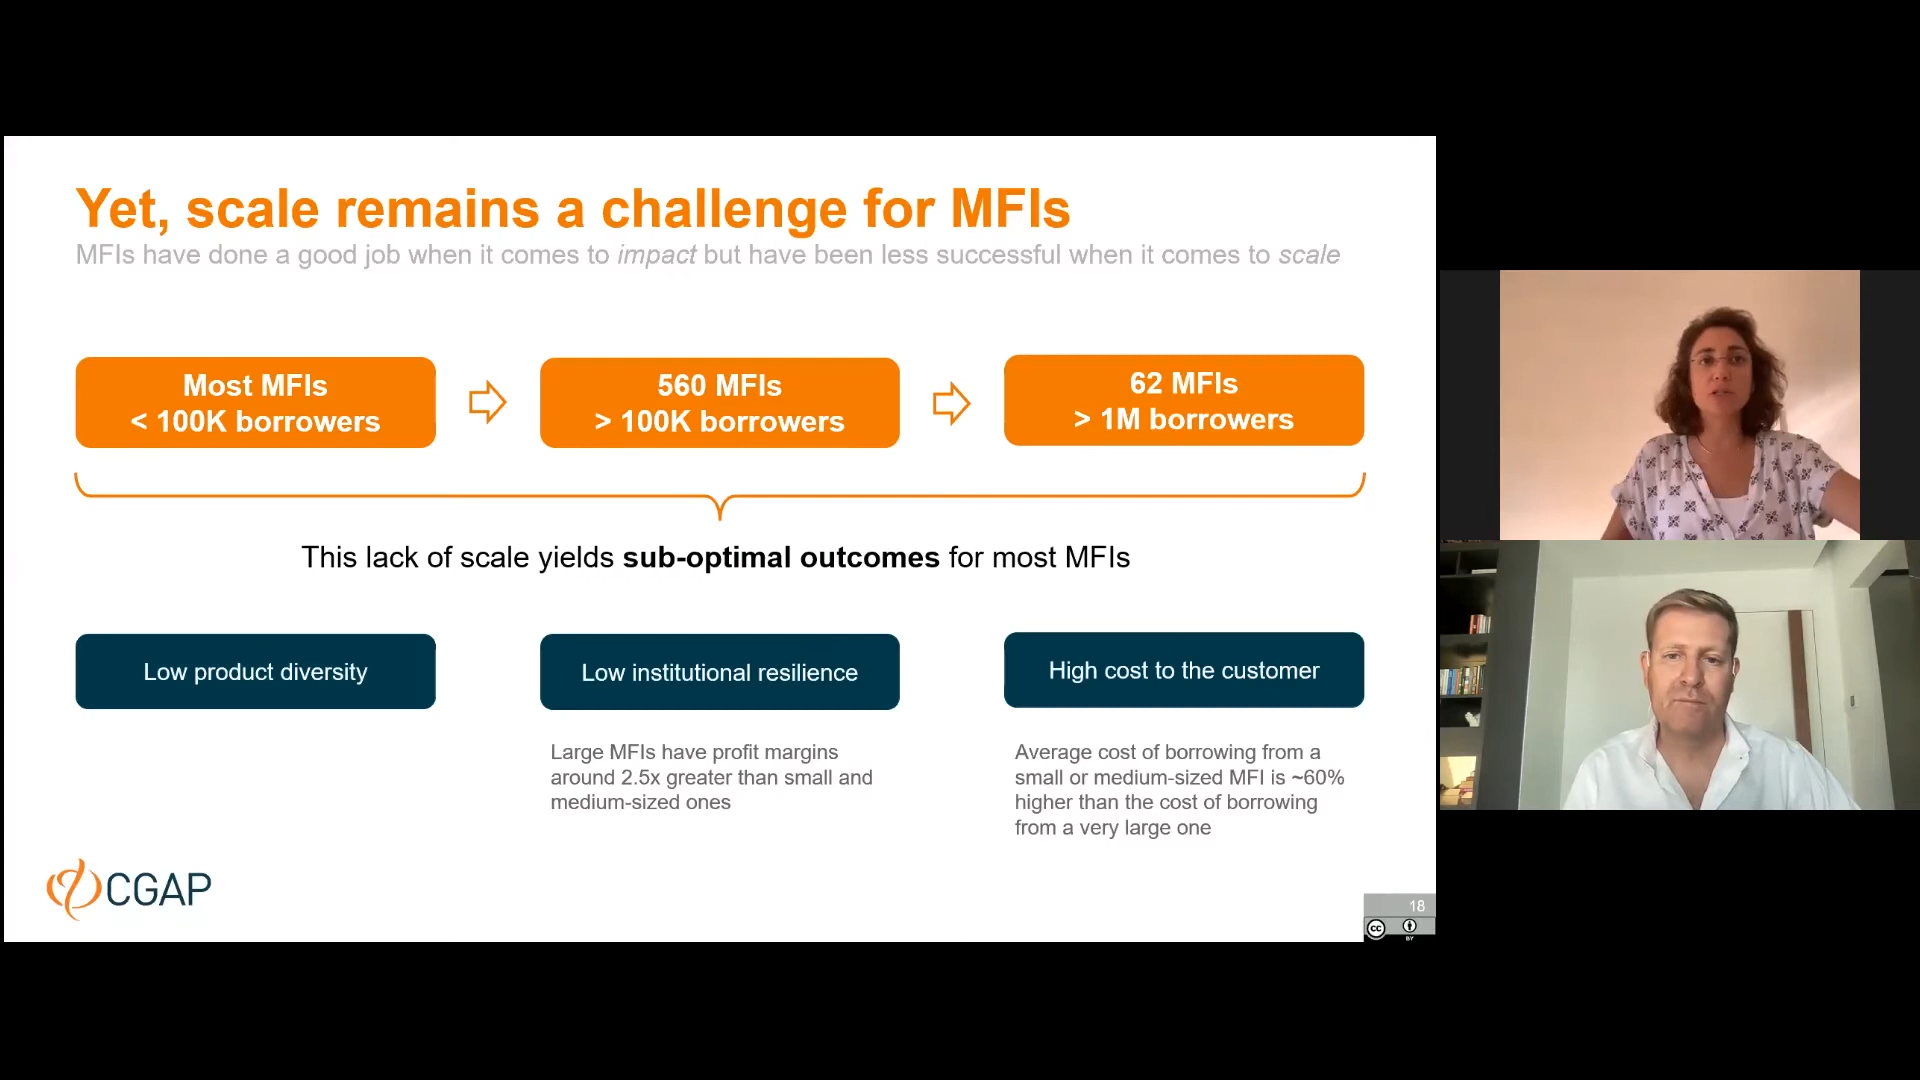 Yet, scale remains a challenge for MFIs
MFIs have done a good job when it comes to impact but have been less successful when it comes to scale
Most MFIs
< 100K borrowers
560 MFIs
> 100K borrowers
62 MFIs
> 1M borrowers
This lack of scale yields sub-optimal outcomes for most MFIs
Low product diversity
Low institutional resilience
High cost to the customer
Large MFIs have profit margins
around 2.5x greater than small and
medium-sized ones
Average cost of borrowing from a
small or medium-sized MFI is ~60%
higher than the cost of borrowing
from a very large one
CGAP
18
cc
BY